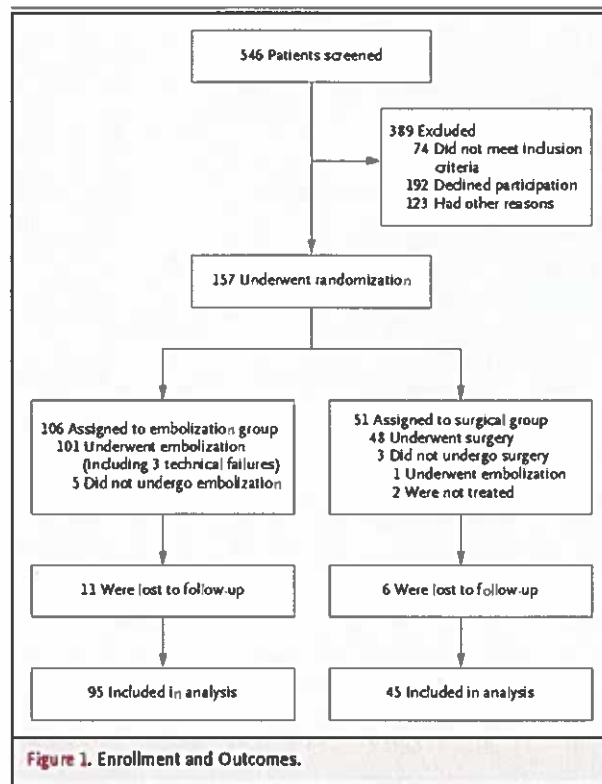 546 Patients screened
389 Excluded
74 Did not meet inclusion
criteria
192 Declined participation
123 Had other reasons
157 Underwent randomization
106 Assigned to embolization group
101 Underwent embolization
(including 3 technical failures)
5 Did not undergo embolization
51 Assigned to surgical group
48 Underwent surgery
3 Did not undergo surgery
1 Underwent embolization
2 Were not treated
11 Were lost to follow-up
6 Were lost to follow-up
95 Included in analysis
45 Included in analysis
Figure 1. Enrollment and Outcomes.